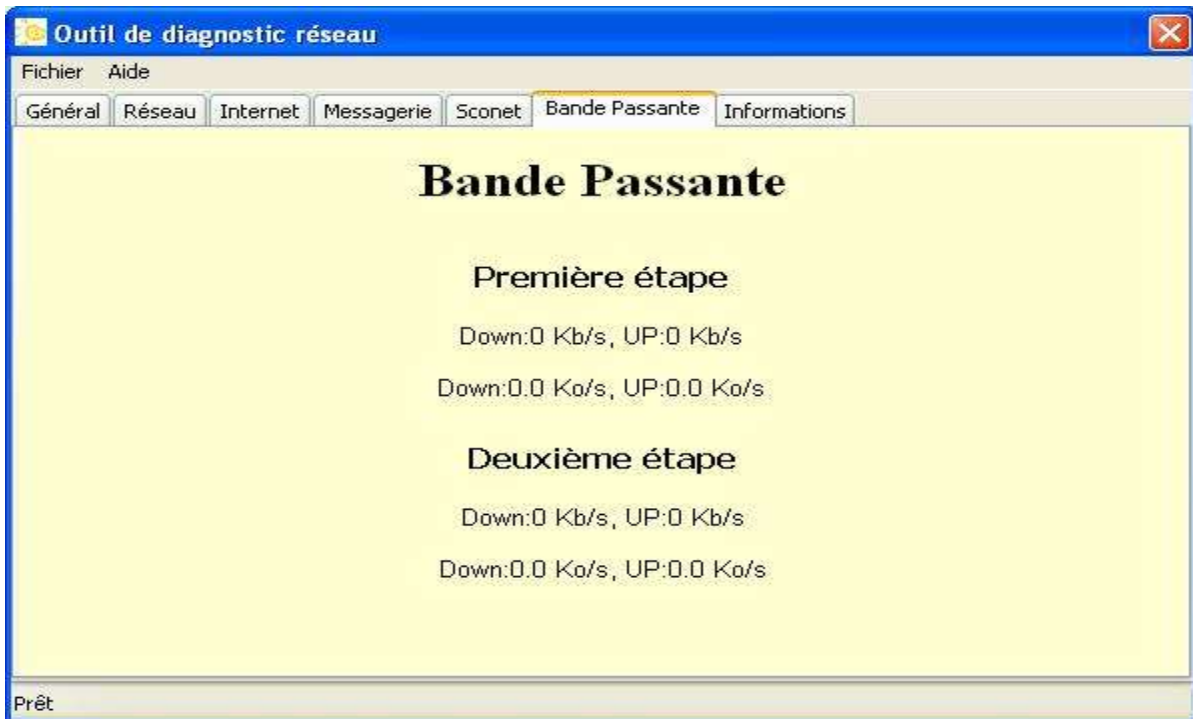 Outil de diagnostic réseau
Fichier Aide
Général Réseau Internet Messagerie Sconet Bande Passante Informations
Bande Passante
Première étape
Down:0 Kb/s, UP:0 Kb/s
Down:0.0 Ko/s, UP:0.0 Ko/s
Deuxième étape
Down:0 Kb/s, UP:0 Kb/s
Down:0.0 Ko/s, UP:0.0 Ko/s
Prêt